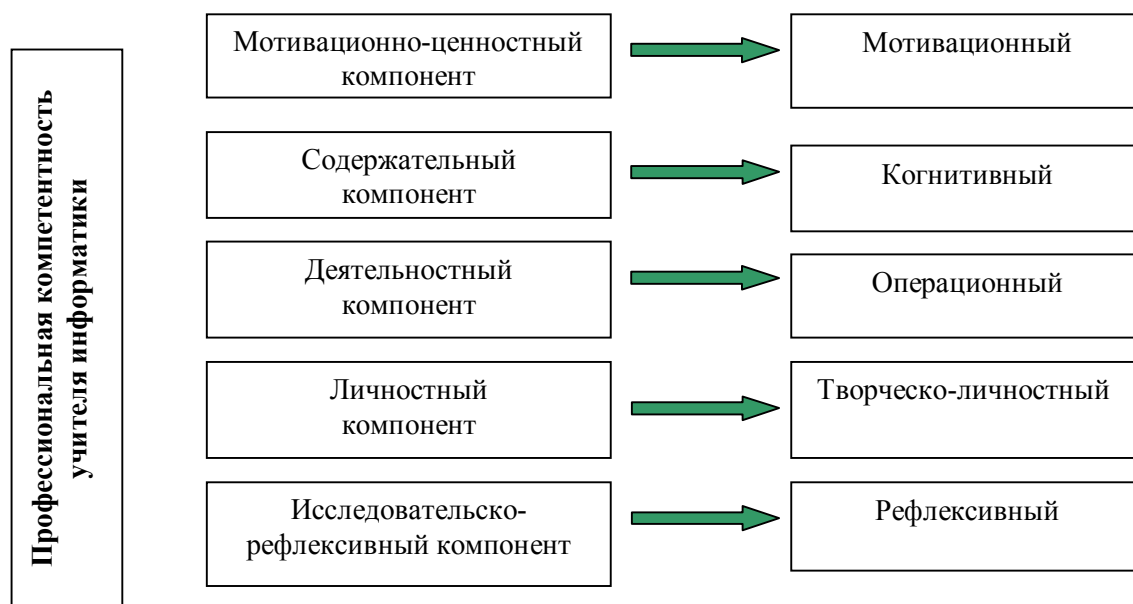 Профессиональная компетентность
учителя информатики
Мотивационно-ценностный
компонент
Мотивационный
Содержательный
компонент
Когнитивный
Деятельностный
компонент
Операционный
Личностный
компонент
Творческо-личностный
Исследовательско-
рефлексивный компонент
Рефлексивный